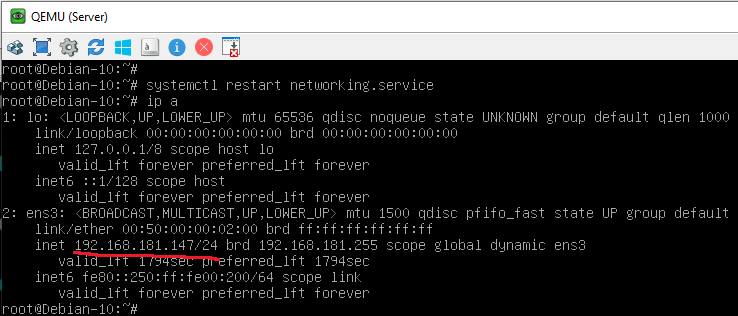 QEMU (Server)
root@Debian-10:~#
root@Debian-10:~# systemctl restart networking.service
root@Debian-10:~# ip a
1: lo: <LOOPBACK,UP,LOWER_UP> mtu 65536 qdisc noqueue state UNKNOWN group default qlen 1000
link/loopback 00:00:00:00:00:00 brd 00:00:00:00:00:00
inet 127.0.0.1/8 scope host lo
valid_lft forever preferred_lft forever
inet6 ::1/128 scope host
valid_lft forever preferred_lft forever
2: ens3: <BROADCAST,MULTICAST,UP,LOWER_UP> mtu 1500 qdisc pfifo_fast state UP group default
link/ether 00:50:00:00:02:00 brd ff:ff:ff:ff:ff:ff
inet 192.168.181.147/24 brd 192.168.181.255 scope global dynamic ens3
valid_lft 1794sec preferred_lft 1794sec
inet6 fe80::250:ff:fe00:200/64 scope link
valid_lft forever preferred_lft forever
root@Debian-10:~#